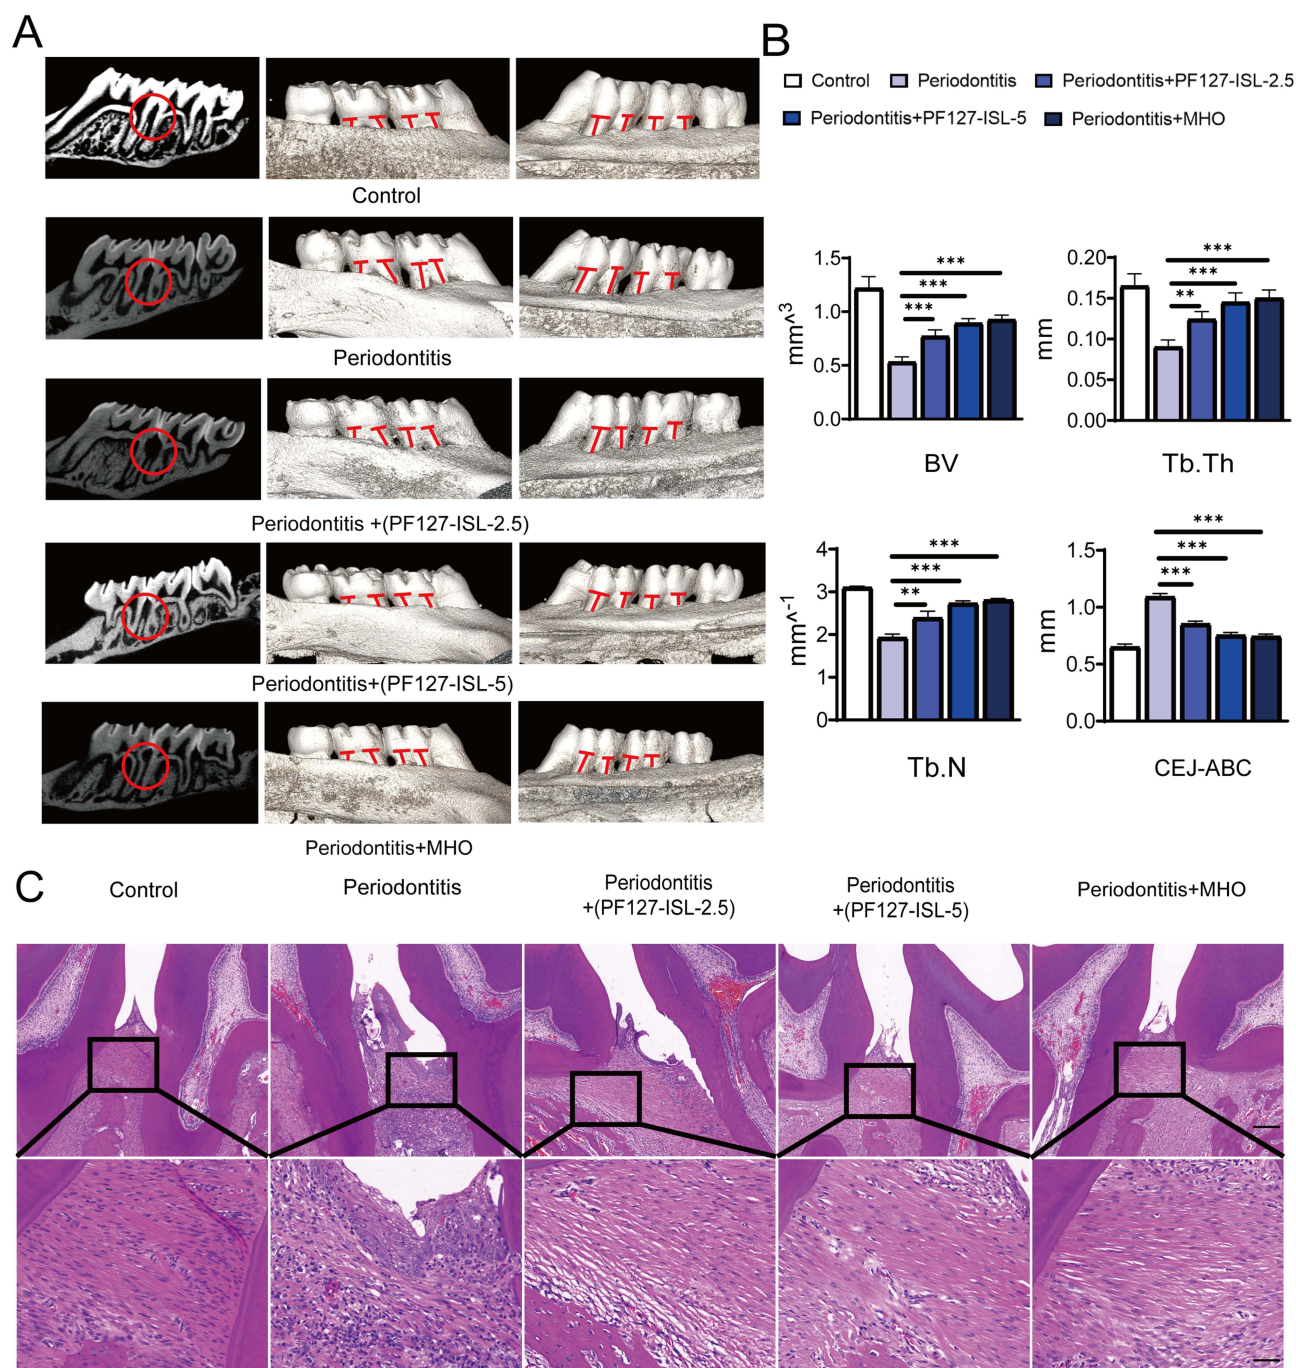 A
Control
Periodontitis
Periodontitis +(PF127-ISL-2.5)
Periodontitis+(PF127-ISL-5)
Periodontitis+MHO
B
Control Periodontitis Periodontitis+PF127-ISL-2.5
Periodontitis+PF127-ISL-5 Periodontitis+MHO
mm^3
1.5
1.0
0.5
0.0
***
***
***
BV
mm
0.20
0.15
0.10
0.05
0.00
***
***
**
Tb.Th
mm^-1
4
3
2
1
0
***
***
**
Tb.N
mm
1.5
1.0
0.5
0.0
***
***
***
CEJ-ABC
C
Control
Periodontitis
Periodontitis
+(PF127-ISL-2.5)
Periodontitis
+(PF127-ISL-5)
Periodontitis+MHO